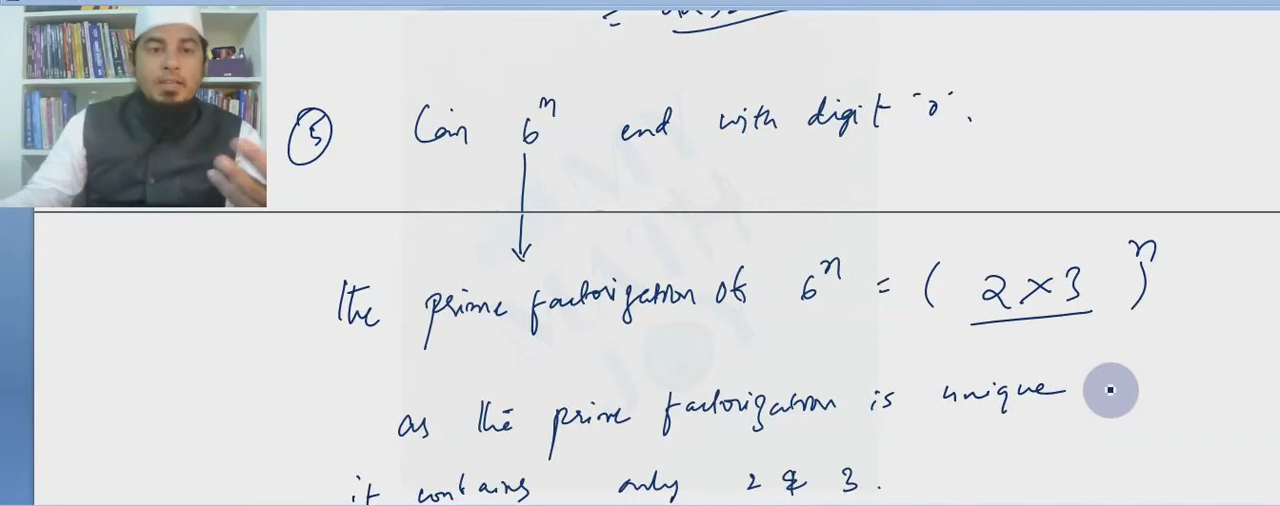 ⑤ Can 6ⁿ end with digit "0".
The prime factorization of 6ⁿ = ( 2 × 3 )ⁿ
as the prime factorization is unique
it contains only 2 & 3.